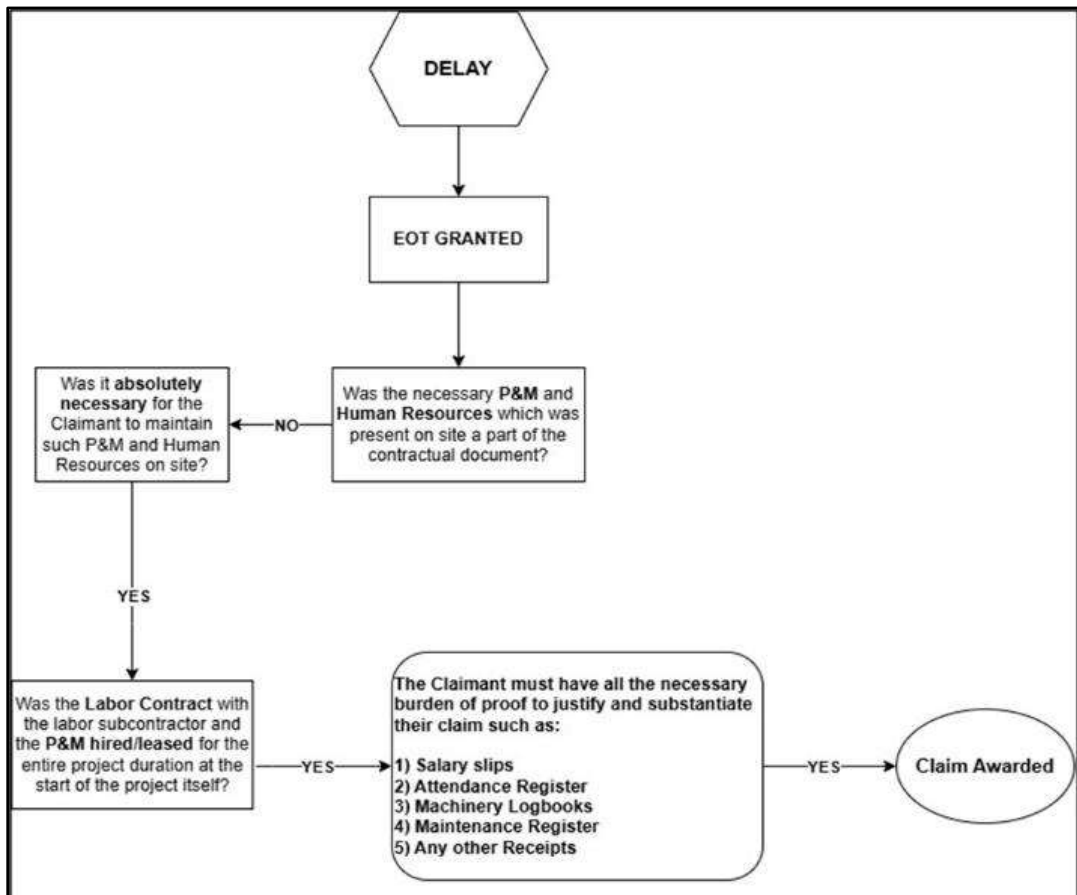 DELAY
EOT GRANTED
Was it absolutely
necessary for the
Claimant to maintain
such P&M and Human
Resources on site?
NO
Was the necessary P&M and
Human Resources which was
present on site a part of the
contractual document?
YES
Was the Labor Contract with
the labor subcontractor and
the P&M hired/leased for the
entire project duration at the
start of the project itself?
YES
The Claimant must have all the necessary
burden of proof to justify and substantiate
their claim such as:
1) Salary slips
2) Attendance Register
3) Machinery Logbooks
4) Maintenance Register
5) Any other Receipts
YES
Claim Awarded